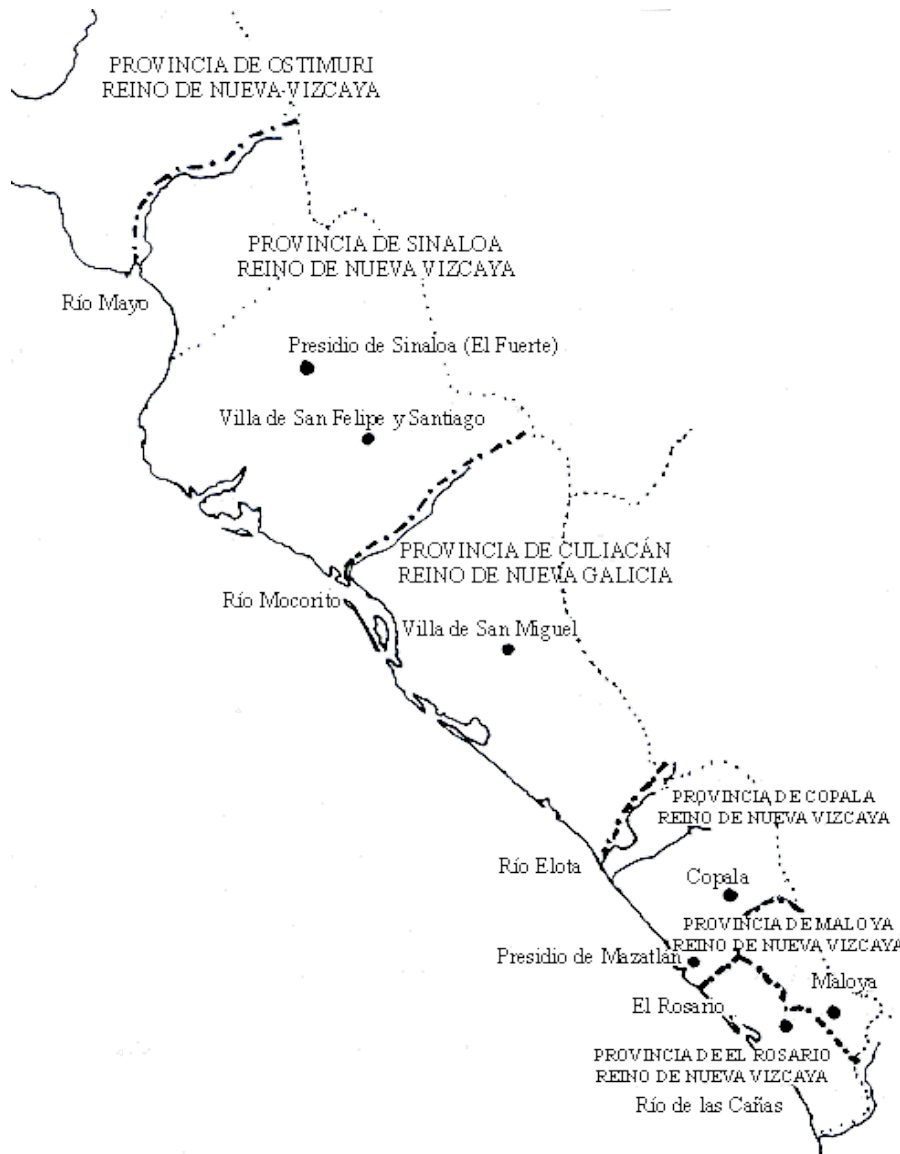 PROVINCIA DE OSTIMURI
REINO DE NUEVA-VIZCAYA
PROVINCIA DE SINALOA
REINO DE NUEVA VIZCAYA
Río Mayo
Presidio de Sinaloa (El Fuerte)
Villa de San Felipe y Santiago
PROVINCIA DE CULIACÁN
REINO DE NUEVA GALICIA
Río Mocorito
Villa de San Miguel
PROVINCIA DE COPALA
REINO DE NUEVA VIZCAYA
Río Elota
Copala
PROVINCIA DE MALOYA
REINO DE NUEVA VIZCAYA
Presidio de Mazatlán
Maloya
El Rosario
PROVINCIA DE EL ROSARIO
REINO DE NUEVA VIZCAYA
Río de las Cañas